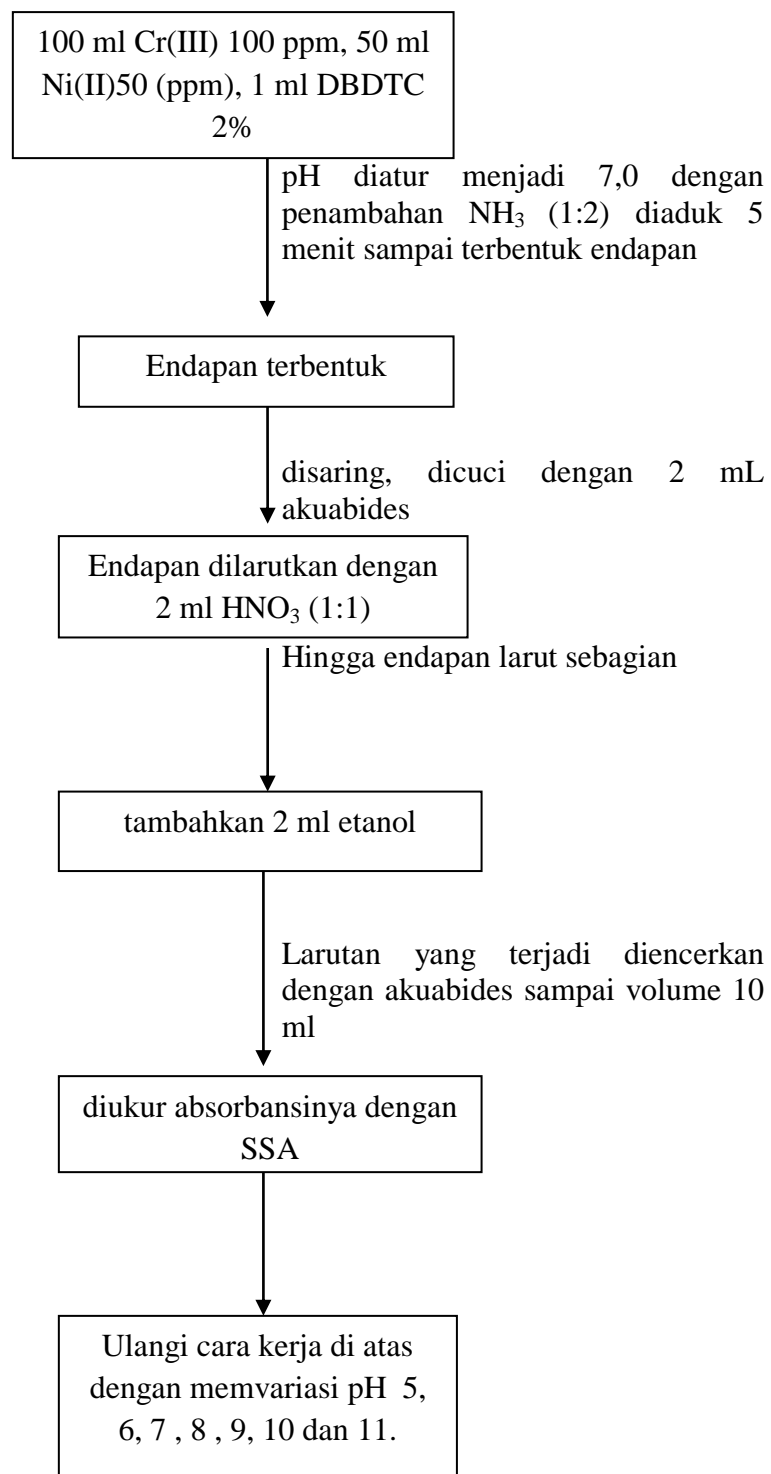 100 ml Cr(III) 100 ppm, 50 ml
Ni(II)50 (ppm), 1 ml DBDTC
2%
pH diatur menjadi 7,0 dengan
penambahan NH₃ (1:2) diaduk 5
menit sampai terbentuk endapan
Endapan terbentuk
disaring, dicuci dengan 2 mL
akuabides
Endapan dilarutkan dengan
2 ml HNO₃ (1:1)
Hingga endapan larut sebagian
tambahkan 2 ml etanol
Larutan yang terjadi diencerkan
dengan akuabides sampai volume 10
ml
diukur absorbansinya dengan
SSA
Ulangi cara kerja di atas
dengan memvariasi pH 5,
6, 7 , 8 , 9, 10 dan 11.